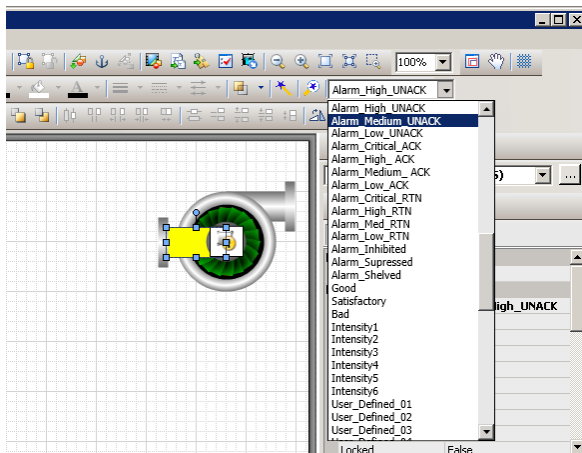 100%
Alarm_High_UNACK
Alarm_High_UNACK
Alarm_Medium_UNACK
Alarm_Low_UNACK
Alarm_Critical_ACK
Alarm_High_ ACK
Alarm_Medium_ ACK
Alarm_Low_ACK
Alarm_Critical_RTN
Alarm_High_RTN
Alarm_Med_RTN
Alarm_Low_RTN
Alarm_Inhibited
Alarm_Supressed
Alarm_Shelved
Good
Satisfactory
Bad
Intensity1
Intensity2
Intensity3
Intensity4
Intensity5
Intensity6
User_Defined_01
User_Defined_02
User_Defined_03
...
High_UNACK
Locked False